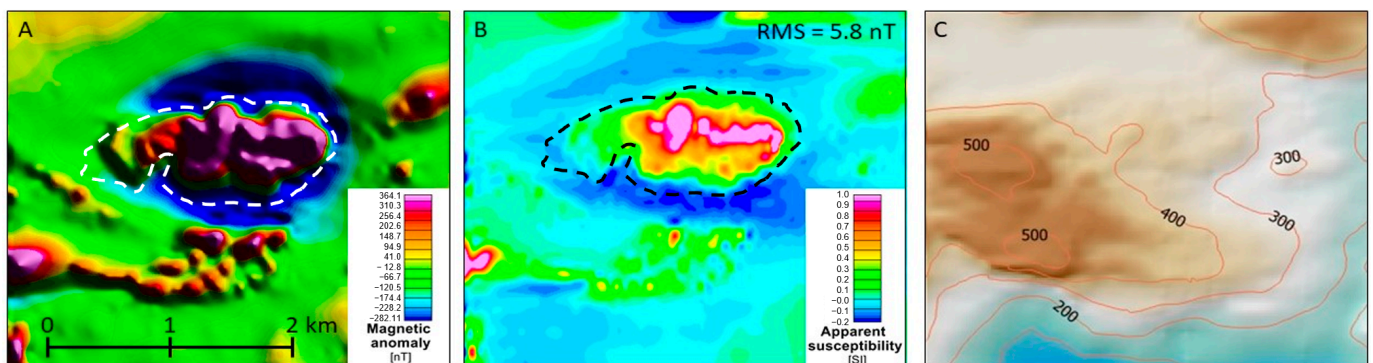 A
364.1
310.3
256.4
202.6
148.7
94.9
41.0
− 12.8
−66.7
−120.5
−174.4
−228.2
−282.11
Magnetic
anomaly
[nT]
0 1 2 km
B
RMS = 5.8 nT
1.0
0.9
0.8
0.7
0.6
0.5
0.4
0.3
0.2
0.1
−0.0
−0.1
−0.2
Apparent
susceptibility
[SI]
C
500
500
400
300
300
200